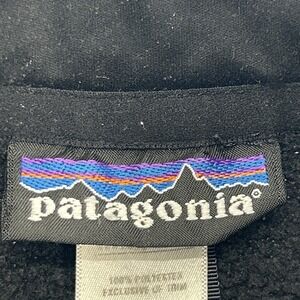 patagonia®
100% POLYESTER
EXCLUSIVE OF TRIM